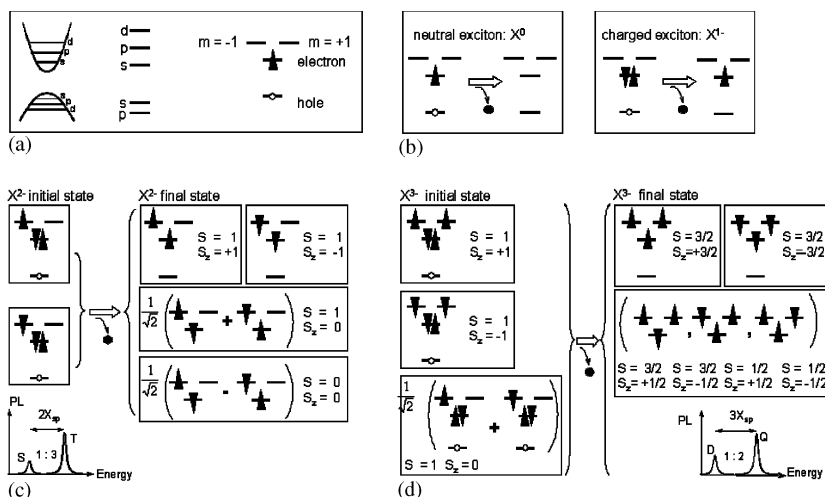 d
p
s
s
p
d
d
p
s
s
p
m = -1
m = +1
electron
hole
(a)
neutral exciton: X⁰
charged exciton: X¹⁻
(b)
X²⁻ initial state
X²⁻ final state
S = 1
S_z = +1
S = 1
S_z = -1
1/√2 ( + ) S = 1
S_z = 0
1/√2 ( - ) S = 0
S_z = 0
PL
2X_sp
S
1 : 3
T
Energy
(c)
X³⁻ initial state
X³⁻ final state
S = 1
S_z = +1
S = 1
S_z = -1
1/√2 ( + )
S = 1 S_z = 0
S = 3/2
S_z = +3/2
S = 3/2
S_z = -3/2
( , , )
S = 3/2 S = 3/2 S = 1/2 S = 1/2
S_z = +1/2 S_z = -1/2 S_z = +1/2 S_z = -1/2
PL
3X_sp
D
1 : 2
Q
Energy
(d)